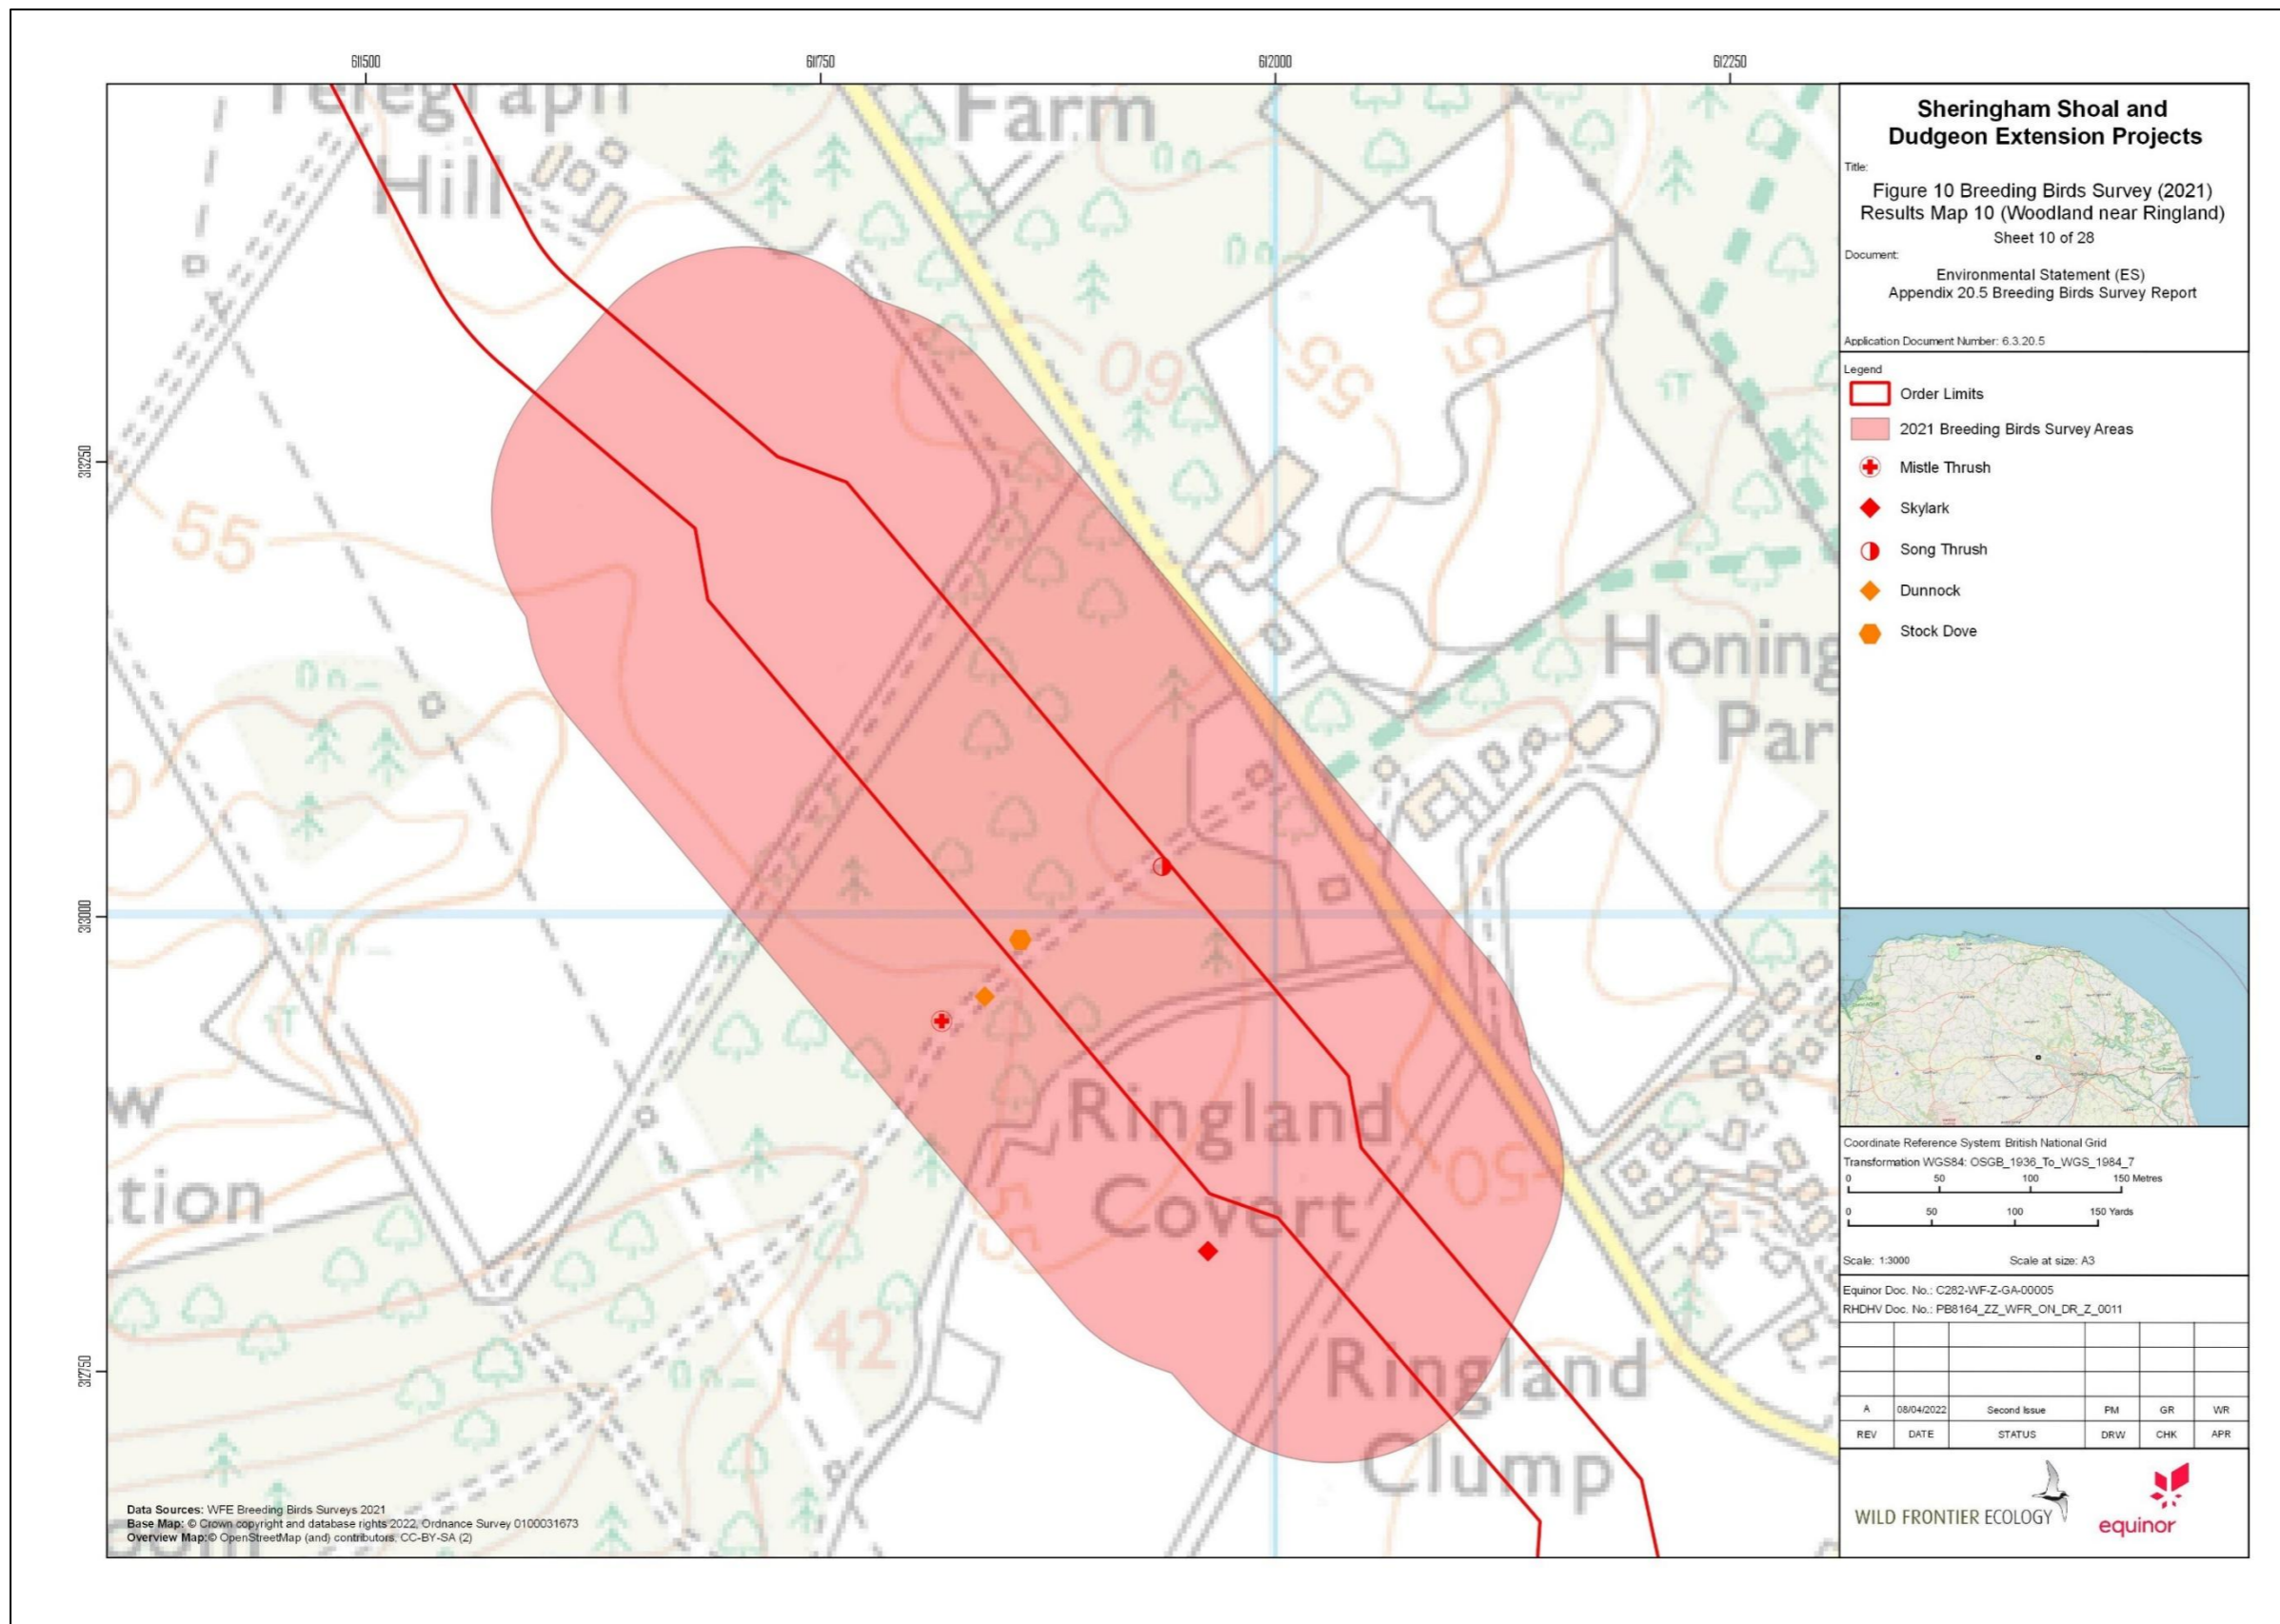 611500
611750
612000
612250
313250
313000
312750
Telegraph
Hill
Farm
60
55
50
55
Honing
Par
Ringland
Covert
50
55
42
Ringland
Clump
w
tion
Data Sources: WFE Breeding Birds Surveys 2021
Base Map: © Crown copyright and database rights 2022, Ordnance Survey 0100031673
Overview Map:© OpenStreetMap (and) contributors, CC-BY-SA (2)
Sheringham Shoal and
Dudgeon Extension Projects
Title:
Figure 10 Breeding Birds Survey (2021)
Results Map 10 (Woodland near Ringland)
Sheet 10 of 28
Document:
Environmental Statement (ES)
Appendix 20.5 Breeding Birds Survey Report
Application Document Number: 6.3.20.5
Legend
Order Limits
2021 Breeding Birds Survey Areas
Mistle Thrush
Skylark
Song Thrush
Dunnock
Stock Dove
Coordinate Reference System: British National Grid
Transformation WGS84: OSGB_1936_To_WGS_1984_7
0 50 100 150 Metres
0 50 100 150 Yards
Scale: 1:3000 Scale at size: A3
Equinor Doc. No.: C282-WF-Z-GA-00005
RHDHV Doc. No.: PB8164_ZZ_WFR_ON_DR_Z_0011
A 08/04/2022 Second Issue PM GR WR
REV DATE STATUS DRW CHK APR
WILD FRONTIER ECOLOGY
equinor